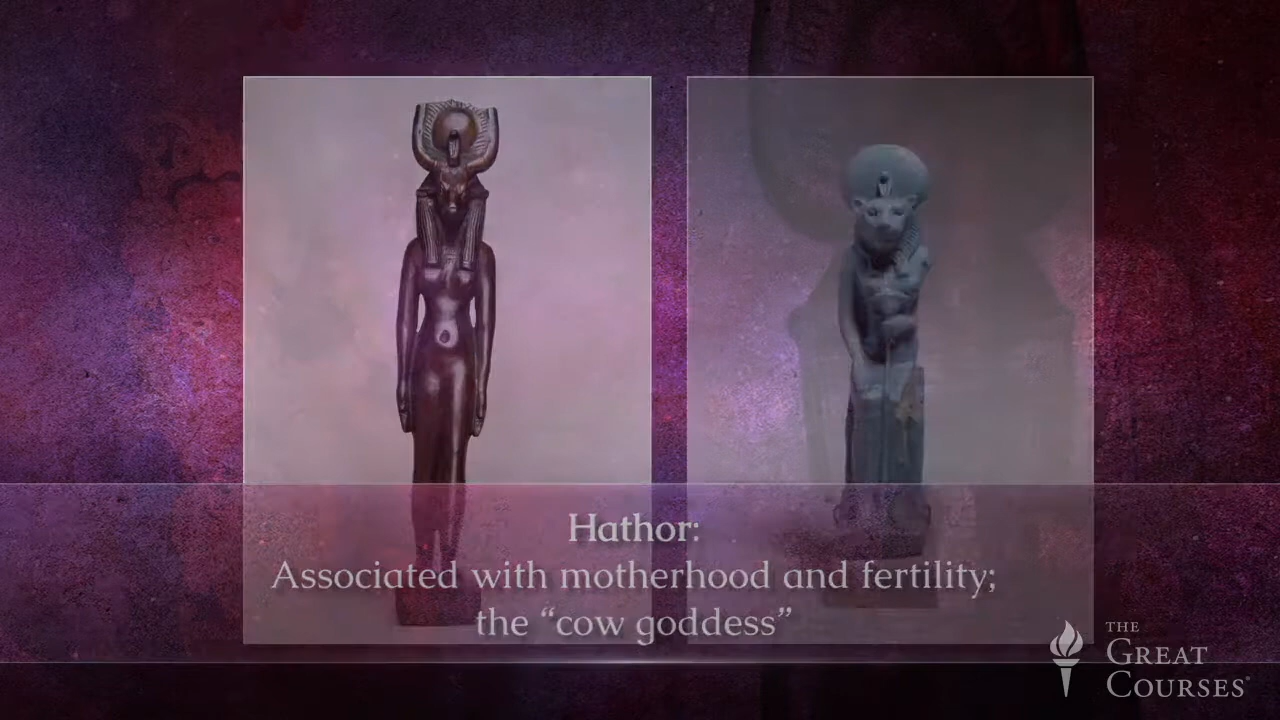 Hathor:
Associated with motherhood and fertility;
the “cow goddess”
THE
GREAT
COURSES®